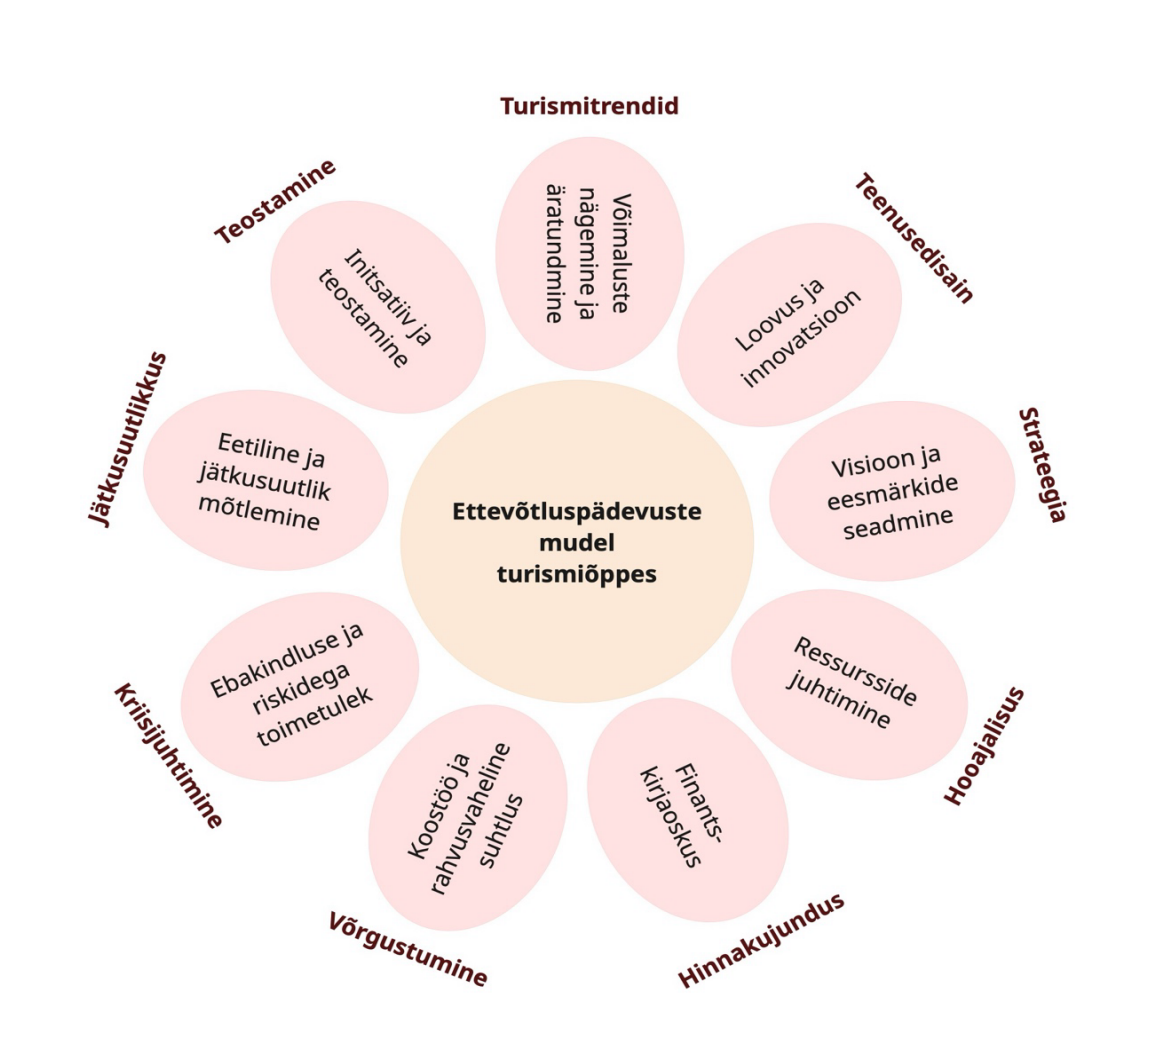 Turismitrendid
Võimaluste
nägemine ja
äratundmine
Teenusedisain
Loovus ja
innovatsioon
Strateegia
Visioon ja
eesmärkide
seadmine
Hooajalisus
Ressursside
juhtimine
Hinnakujundus
Finants-
kirjaoskus
Võrgustumine
Koostöö ja
rahvusvaheline
suhtlus
Kriisijuhtimine
Ebakindluse ja
riskidega
toimetulek
Jätkusuutlikkus
Eetiline ja
jätkusuutlik
mõtlemine
Teostamine
Initsatiiv ja
teostamine
Ettevõtluspädevuste
mudel
turismiõppes